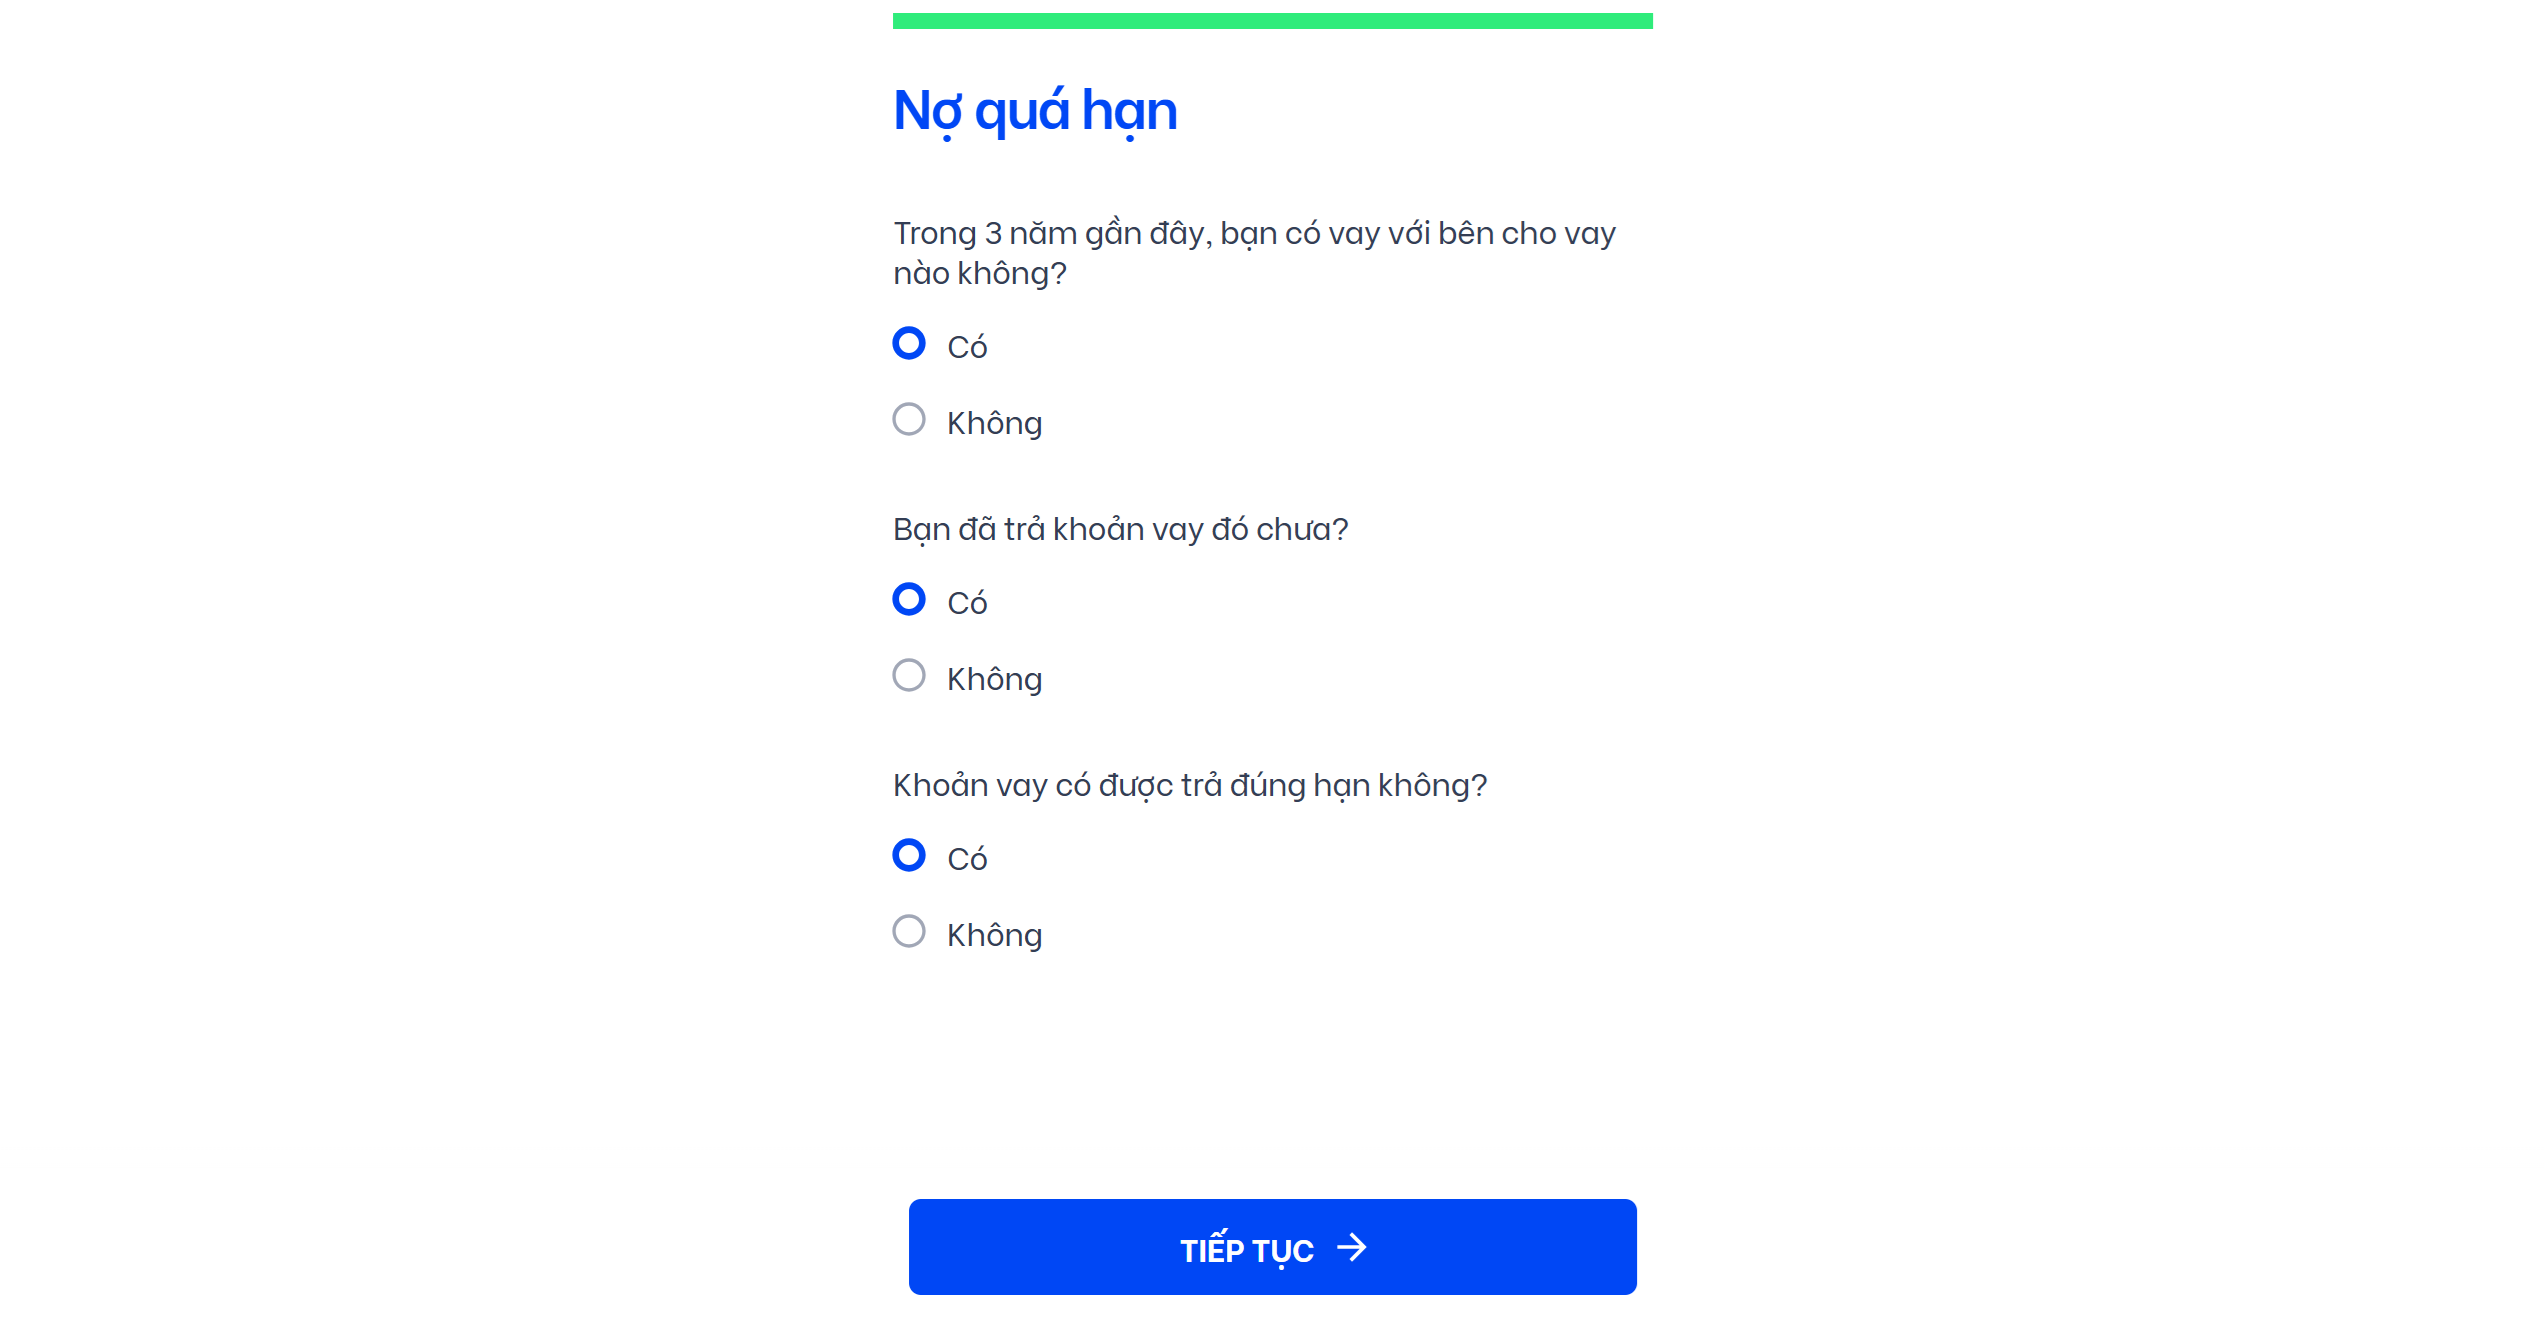 Nợ quá hạn
Trong 3 năm gần đây, bạn có vay với bên cho vay
nào không?
Có
Không
Bạn đã trả khoản vay đó chưa?
Có
Không
Khoản vay có được trả đúng hạn không?
Có
Không
TIẾP TỤC